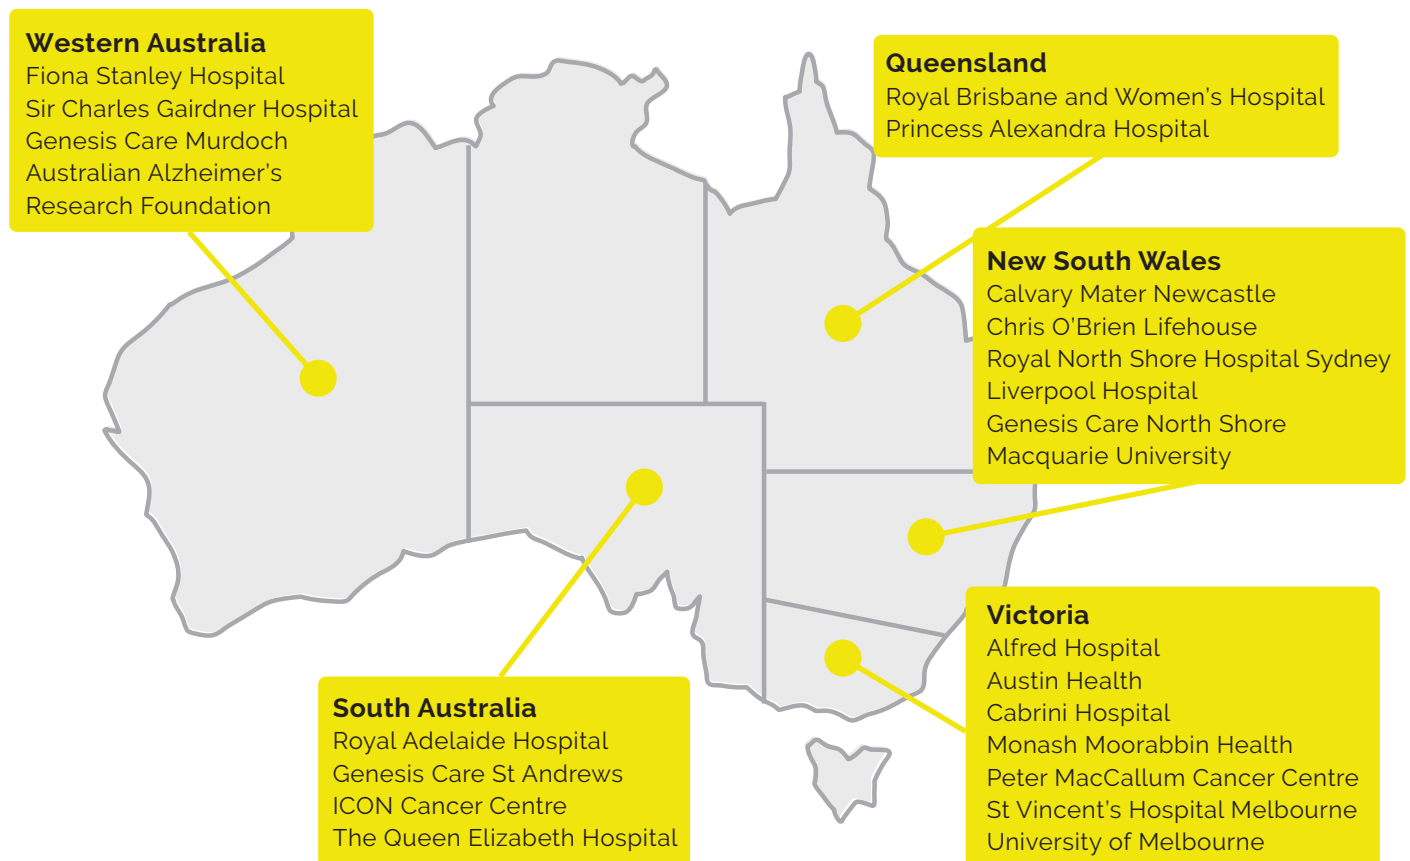 Western Australia
Fiona Stanley Hospital
Sir Charles Gairdner Hospital
Genesis Care Murdoch
Australian Alzheimer's
Research Foundation
Queensland
Royal Brisbane and Women's Hospital
Princess Alexandra Hospital
New South Wales
Calvary Mater Newcastle
Chris O'Brien Lifehouse
Royal North Shore Hospital Sydney
Liverpool Hospital
Genesis Care North Shore
Macquarie University
South Australia
Royal Adelaide Hospital
Genesis Care St Andrews
ICON Cancer Centre
The Queen Elizabeth Hospital
Victoria
Alfred Hospital
Austin Health
Cabrini Hospital
Monash Moorabbin Health
Peter MacCallum Cancer Centre
St Vincent's Hospital Melbourne
University of Melbourne